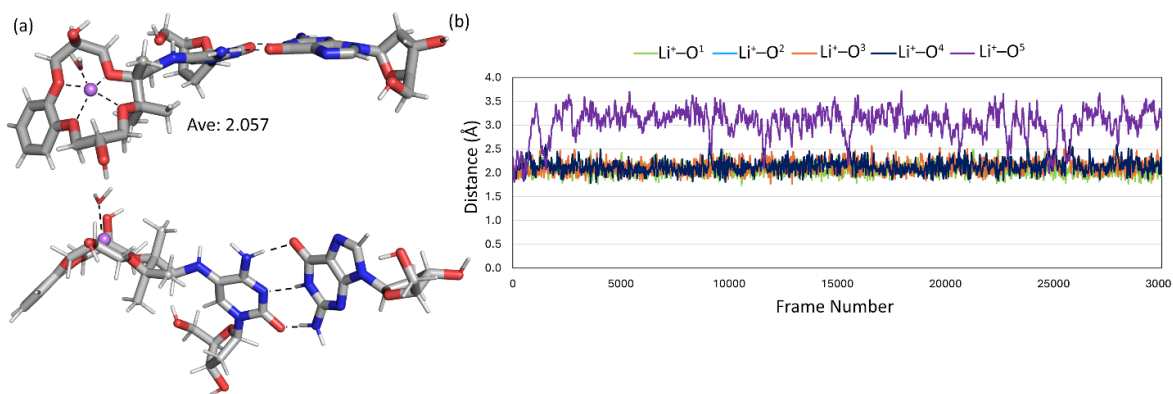 (a)
Ave: 2.057
(b)
Li⁺–O¹ Li⁺–O² Li⁺–O³ Li⁺–O⁴ Li⁺–O⁵
Distance (Å)
4.0
3.5
3.0
2.5
2.0
1.5
1.0
0.5
0.0
0 5000 10000 15000 20000 25000 30000
Frame Number